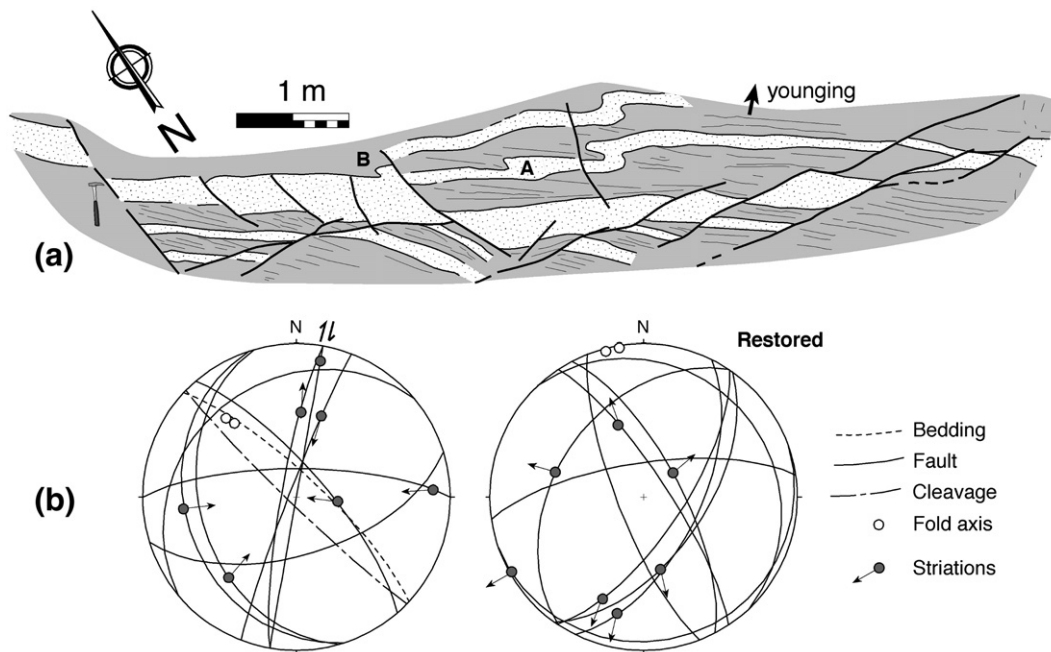 N
1 m
younging
B
A
(a)
N
N
Restored
Bedding
Fault
Cleavage
Fold axis
Striations
(b)